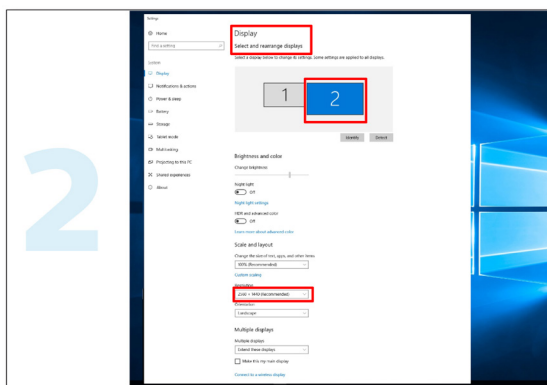 2
Settings
Home
Find a setting
System
Display
Notifications & actions
Power & sleep
Battery
Storage
Tablet mode
Multitasking
Projecting to this PC
Shared experiences
About
Display
Select and rearrange displays
Select a display below to change its settings. Some settings are applied to all displays.
1
2
Identify
Detect
Brightness and color
Change brightness
Night light
Off
Night light settings
HDR and advanced color
Off
Learn more about advanced color
Scale and layout
Change the size of text, apps, and other items
100% (Recommended)
Custom scaling
Resolution
2560 × 1440 (Recommended)
Orientation
Landscape
Multiple displays
Multiple displays
Extend these displays
Make this my main display
Connect to a wireless display